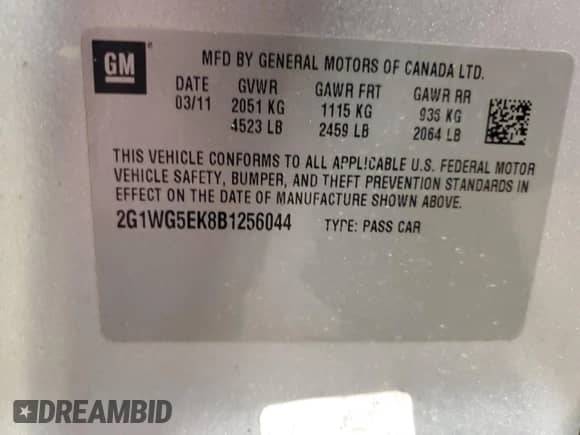 GM
MFD BY GENERAL MOTORS OF CANADA LTD.
DATE GVWR GAWR FRT GAWR RR
03/11 2051 KG 1115 KG 935 KG
4523 LB 2459 LB 2064 LB
THIS VEHICLE CONFORMS TO ALL APPLICABLE U.S. FEDERAL MOTOR
VEHICLE SAFETY, BUMPER, AND THEFT PREVENTION STANDARDS IN
EFFECT ON THE DATE OF MANUFACTURE SHOWN ABOVE.
2G1WG5EK8B1256044 TYPE: PASS CAR
DREAMBID